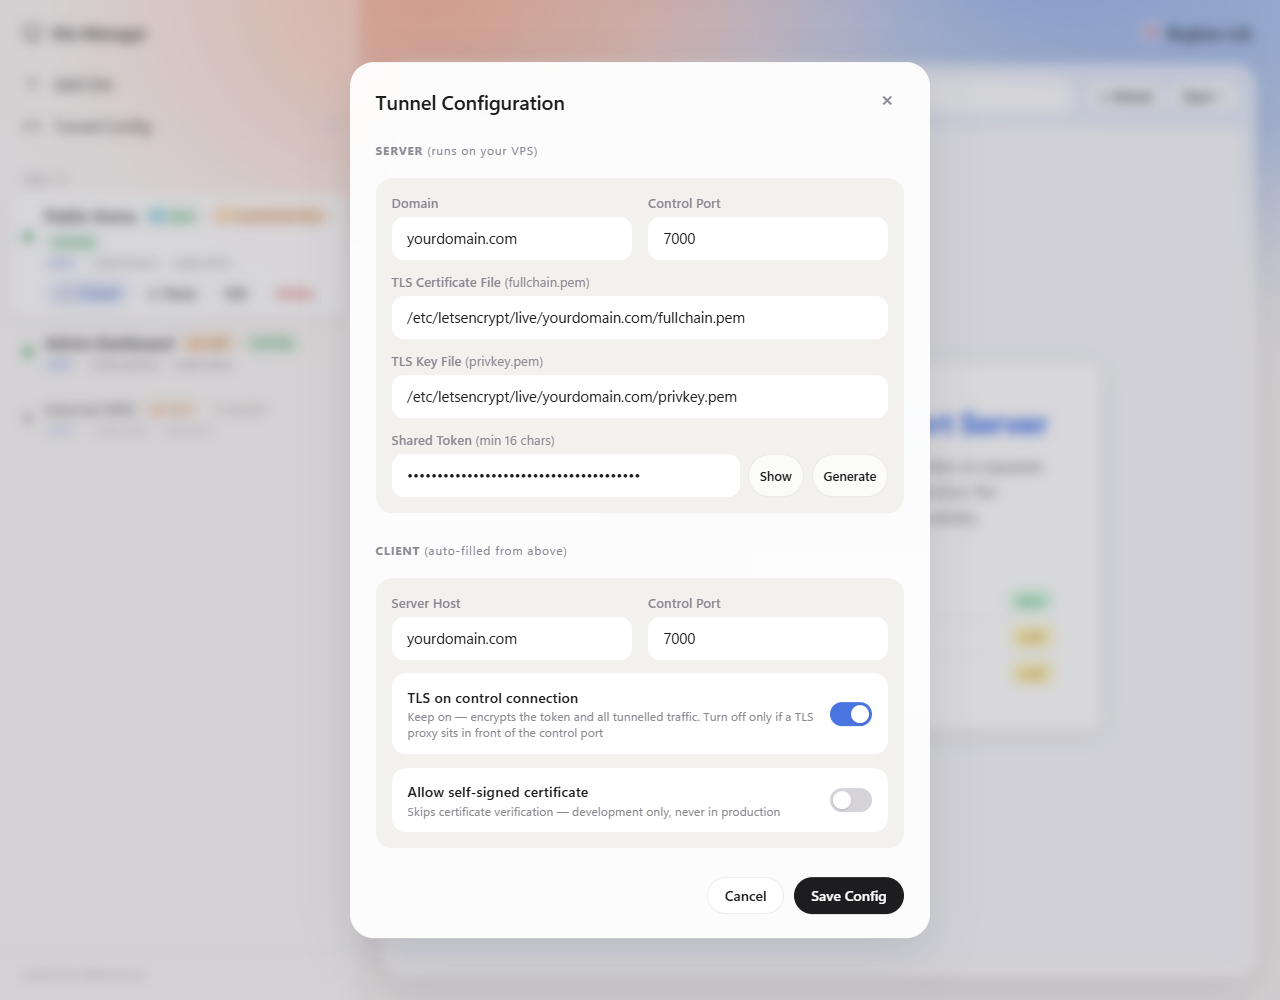 Tunnel Configuration
×
SERVER (runs on your VPS)
Domain
Control Port
yourdomain.com
7000
TLS Certificate File (fullchain.pem)
/etc/letsencrypt/live/yourdomain.com/fullchain.pem
TLS Key File (privkey.pem)
/etc/letsencrypt/live/yourdomain.com/privkey.pem
Shared Token (min 16 chars)
Show
Generate
CLIENT (auto-filled from above)
Server Host
Control Port
yourdomain.com
7000
TLS on control connection
Keep on — encrypts the token and all tunnelled traffic. Turn off only if a TLS
proxy sits in front of the control port
Allow self-signed certificate
Skips certificate verification — development only, never in production
Cancel
Save Config
Tunnel Config
Server